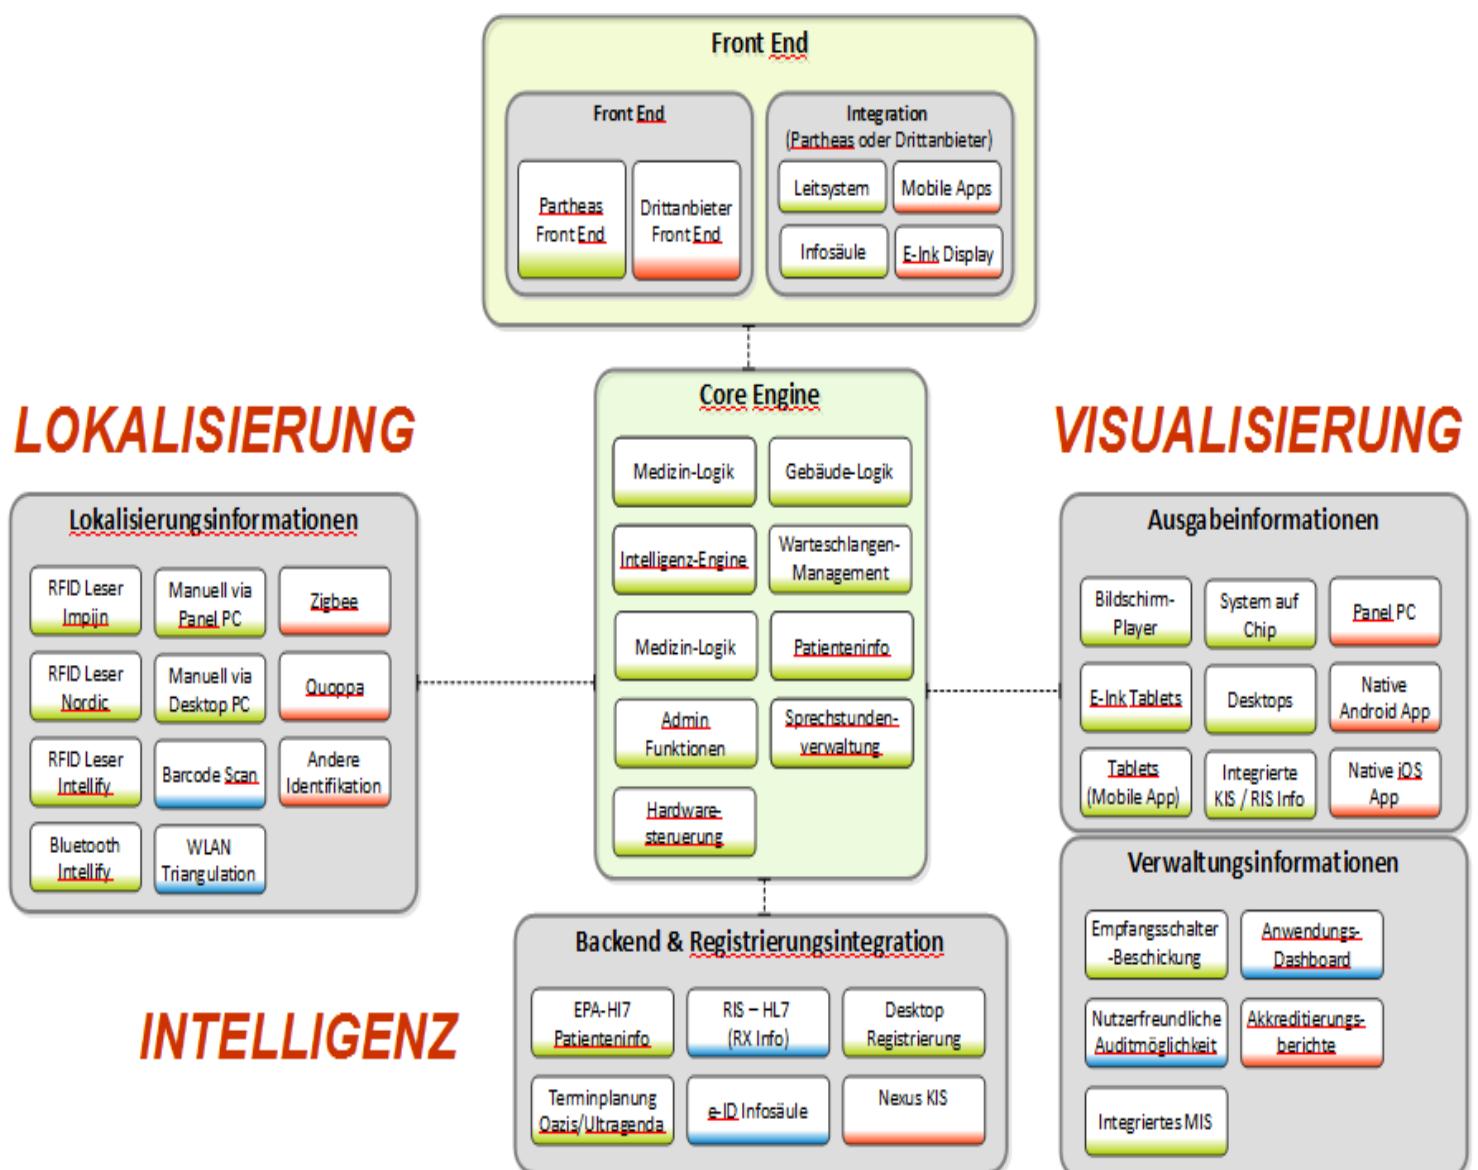 Front End
Front End
Partheas
Front End
Drittanbieter
Front End
Integration
(Partheas oder Drittanbieter)
Leitsystem
Mobile Apps
Infosäule
E-Ink Display
LOKALISIERUNG
Lokalisierungsinformationen
RFID Leser
Impijn
Manuell via
Panel PC
Zigbee
RFID Leser
Nordic
Manuell via
Desktop PC
Quoppa
RFID Leser
Intellify
Barcode Scan
Andere
Identifikation
Bluetooth
Intellify
WLAN
Triangulation
Core Engine
Medizin-Logik
Gebäude-Logik
Intelligenz-Engine
Warteschlangen-
Management
Medizin-Logik
Patienteninfo
Admin
Funktionen
Sprechstunden-
verwaltung
Hardware-
steruerung
VISUALISIERUNG
Ausgabeinformationen
Bildschirm-
Player
System auf
Chip
Panel PC
E-Ink Tablets
Desktops
Native
Android App
Tablets
(Mobile App)
Integrierte
KIS / RIS Info
Native iOS
App
Verwaltungsinformationen
Empfangsschalter
-Beschickung
Anwendungs-
Dashboard
Nutzerfreundliche
Auditmöglichkeit
Akkreditierungs-
berichte
Integriertes MIS
INTELLIGENZ
Backend & Registrierungsintegration
EPA-HI7
Patienteninfo
RIS – HL7
(RX Info)
Desktop
Registrierung
Terminplanung
Oazis/Ultragenda
e-ID Infosäule
Nexus KIS